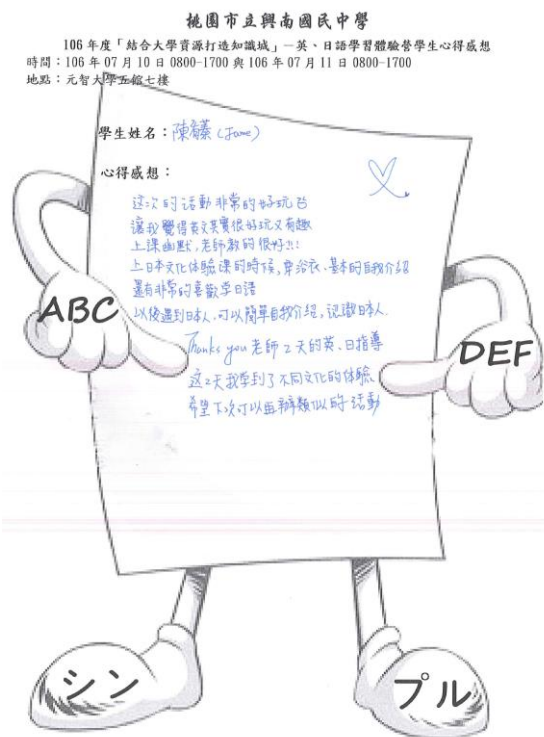 桃園市立興南國民中學
106 年度「結合大學資源打造知識城」－英、日語學習體驗營學生心得感想
時間：106 年 07 月 10 日 0800-1700 與 106 年 07 月 11 日 0800-1700
地點：元智大學五館七樓
學生姓名：陳蓁 (Jane)
心得感想：
這次的活動非常的好玩
讓我覺得英文其實很好玩又有趣
上課幽默,老師教的很好!!!
上日本文化体驗課的時候,穿浴衣、基本的自我介紹
還有非常的喜歡学日語
以後遇到日本人,可以簡單自我介紹,認識日本人.
Thanks you 老師 2 天的英、日指導
這2天我學到了不同文化的体驗
希望下次可以再辦類似的活動
ABC
DEF
シン
プル